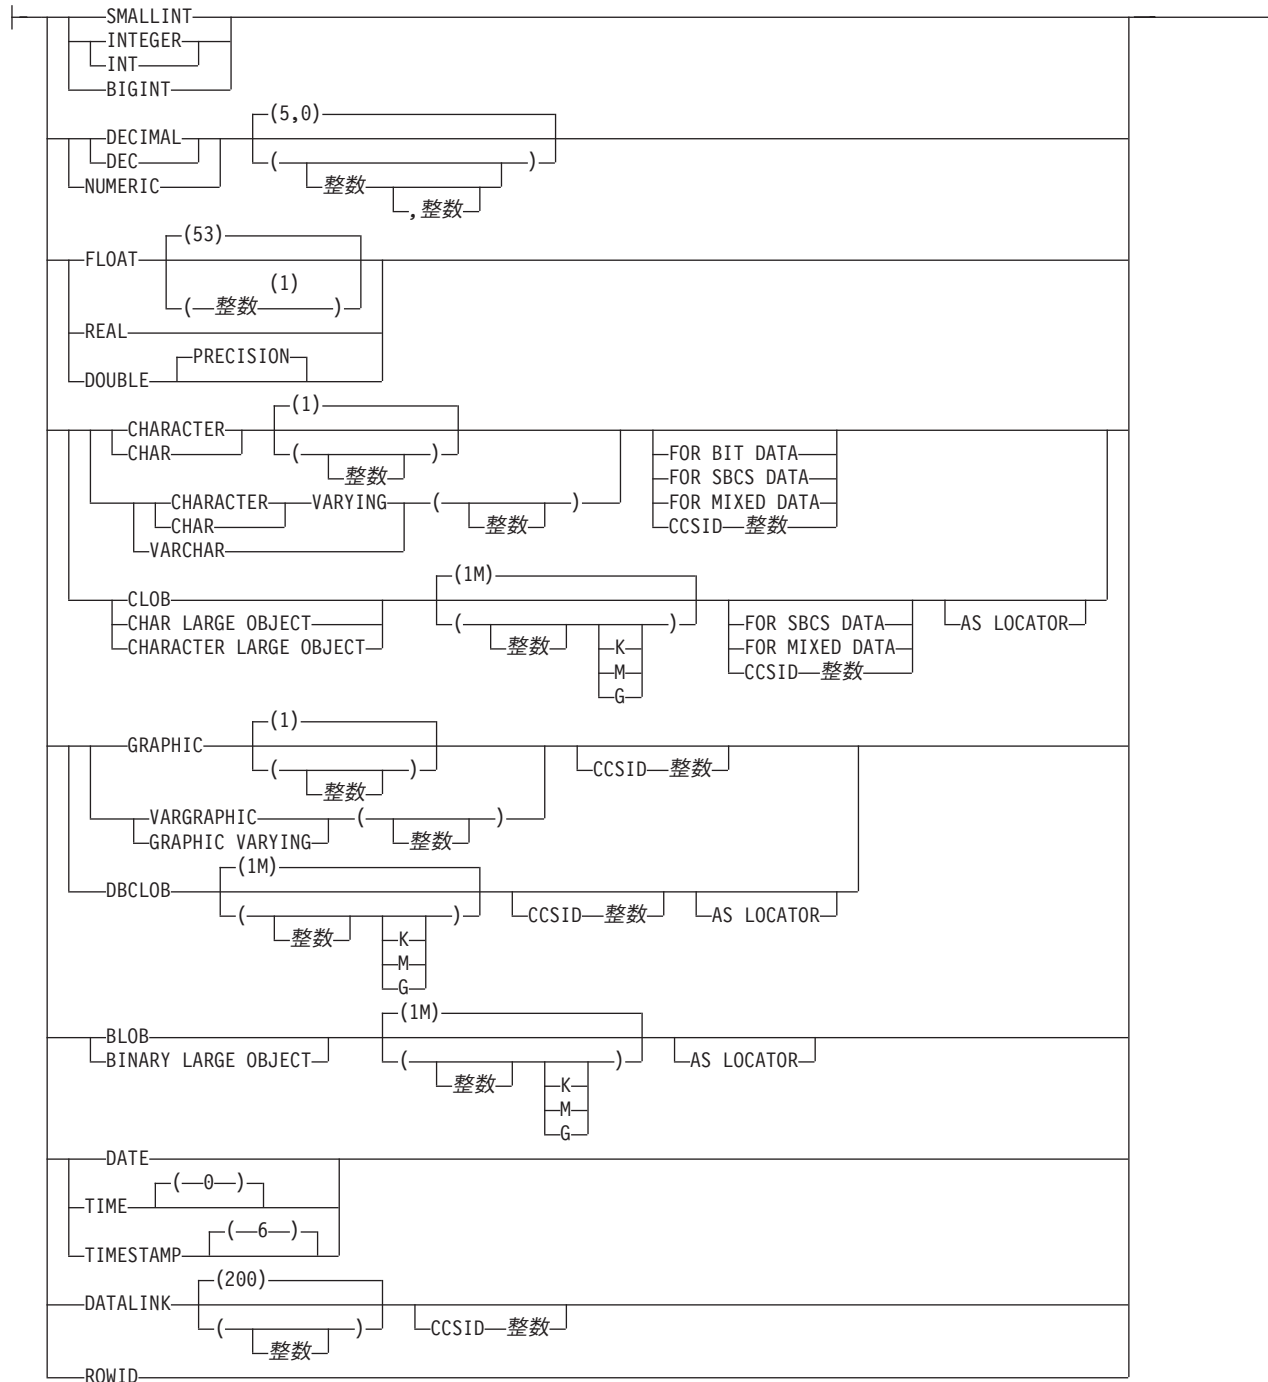 SMALLINT
INTEGER
INT
BIGINT
(5,0)
DECIMAL
DEC ( )
NUMERIC 整数
,整数
(53)
FLOAT
(1)
( 整数 )
REAL
PRECISION
DOUBLE
(1)
CHARACTER
CHAR ( ) FOR BIT DATA
整数 FOR SBCS DATA
CHARACTER VARYING ( ) FOR MIXED DATA
CHAR 整数 CCSID 整数
VARCHAR
(1M)
CLOB
CHAR LARGE OBJECT ( ) FOR SBCS DATA AS LOCATOR
CHARACTER LARGE OBJECT 整数 K FOR MIXED DATA
M CCSID 整数
G
(1)
GRAPHIC
( ) CCSID 整数
整数
VARGRAPHIC ( )
GRAPHIC VARYING 整数
(1M)
DBCLOB
( ) CCSID 整数 AS LOCATOR
整数 K
M
G
(1M)
BLOB
BINARY LARGE OBJECT ( ) AS LOCATOR
整数 K
M
G
DATE
( 0 )
TIME
( 6 )
TIMESTAMP
(200)
DATALINK
( ) CCSID 整数
整数
ROWID